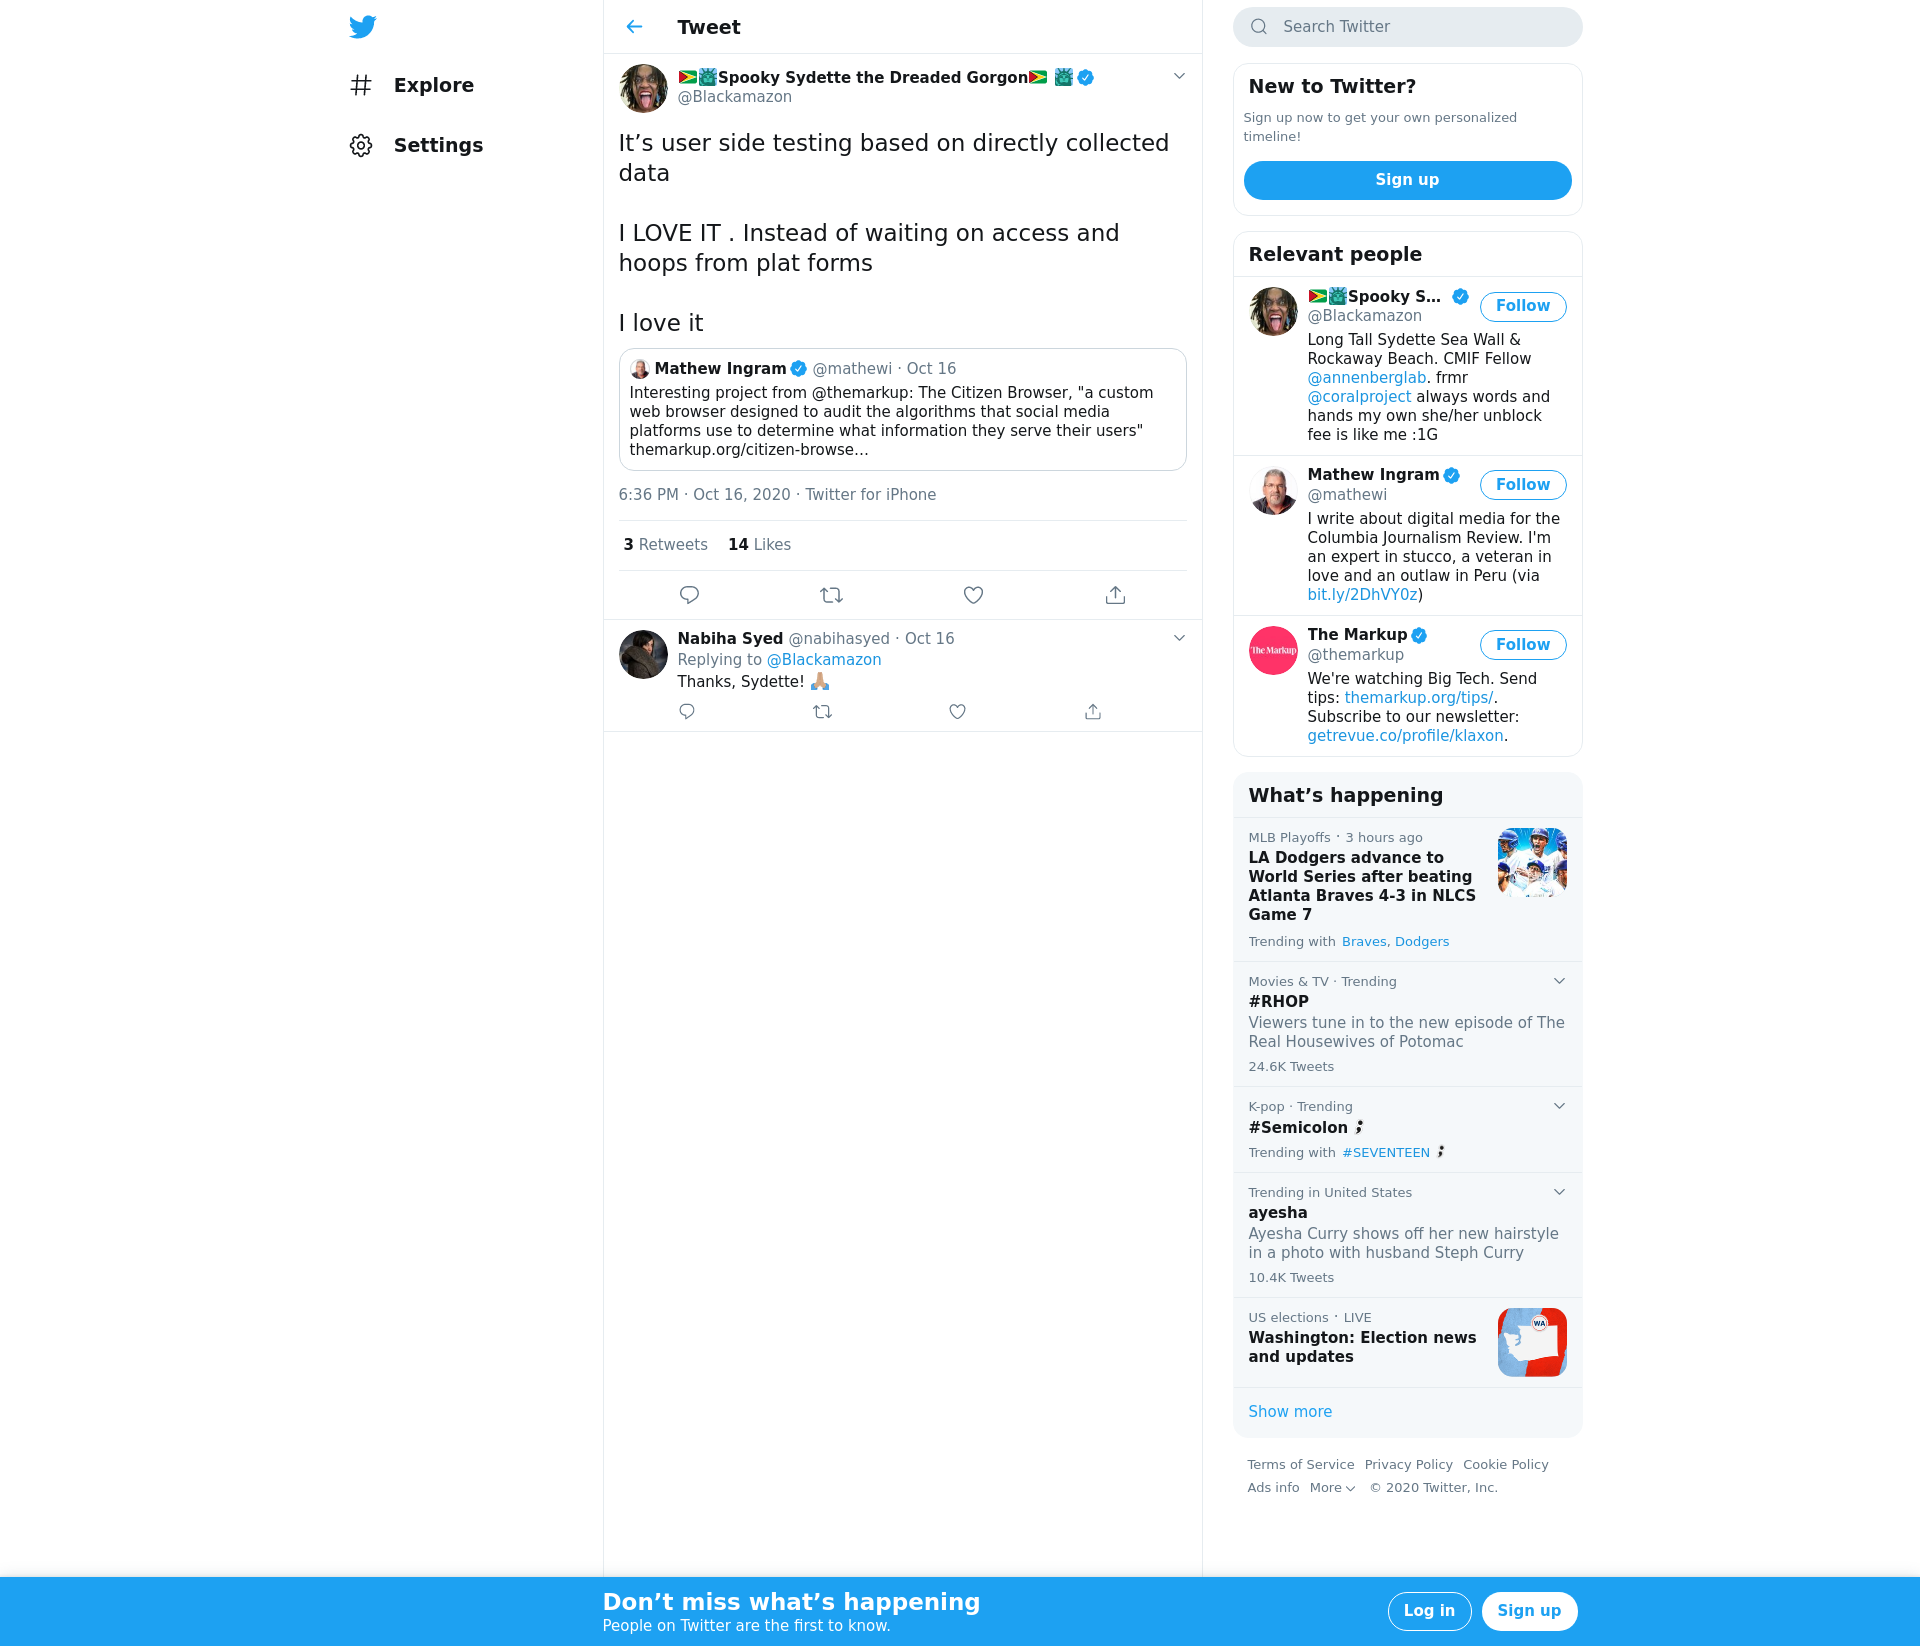 Explore
Settings
Tweet
Spooky Sydette the Dreaded Gorgon
@Blackamazon
It’s user side testing based on directly collected
data
I LOVE IT . Instead of waiting on access and
hoops from plat forms
I love it
Mathew Ingram @mathewi · Oct 16
Interesting project from @themarkup: The Citizen Browser, "a custom
web browser designed to audit the algorithms that social media
platforms use to determine what information they serve their users"
themarkup.org/citizen-browse…
6:36 PM · Oct 16, 2020 · Twitter for iPhone
3 Retweets 14 Likes
Nabiha Syed @nabihasyed · Oct 16
Replying to @Blackamazon
Thanks, Sydette! 🙏🏽
Search Twitter
New to Twitter?
Sign up now to get your own personalized
timeline!
Sign up
Relevant people
Spooky S…
@Blackamazon
Follow
Long Tall Sydette Sea Wall &
Rockaway Beach. CMIF Fellow
@annenberglab. frmr
@coralproject always words and
hands my own she/her unblock
fee is like me :1G
Mathew Ingram
@mathewi
Follow
I write about digital media for the
Columbia Journalism Review. I'm
an expert in stucco, a veteran in
love and an outlaw in Peru (via
bit.ly/2DhVY0z)
The Markup
The Markup
@themarkup
Follow
We're watching Big Tech. Send
tips: themarkup.org/tips/.
Subscribe to our newsletter:
getrevue.co/profile/klaxon.
What’s happening
MLB Playoffs · 3 hours ago
LA Dodgers advance to
World Series after beating
Atlanta Braves 4-3 in NLCS
Game 7
Trending with Braves, Dodgers
Movies & TV · Trending
#RHOP
Viewers tune in to the new episode of The
Real Housewives of Potomac
24.6K Tweets
K-pop · Trending
#Semicolon
Trending with #SEVENTEEN
Trending in United States
ayesha
Ayesha Curry shows off her new hairstyle
in a photo with husband Steph Curry
10.4K Tweets
US elections · LIVE
Washington: Election news
and updates
WA
Show more
Terms of Service Privacy Policy Cookie Policy
Ads info More © 2020 Twitter, Inc.
Don’t miss what’s happening
People on Twitter are the first to know.
Log in
Sign up